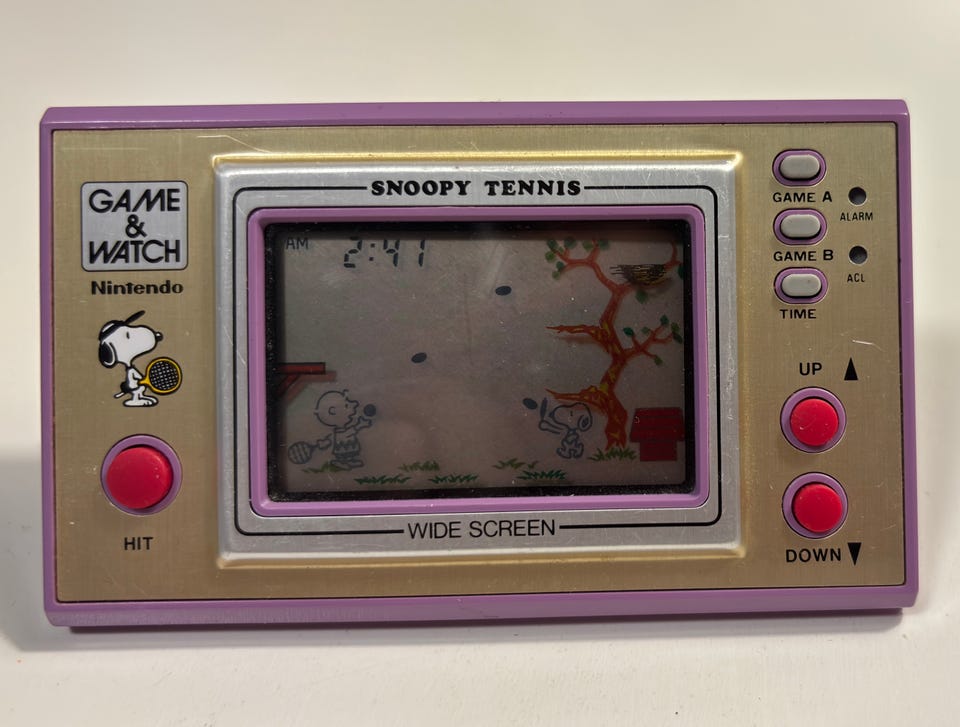 SNOOPY TENNIS
GAME
&
WATCH
Nintendo
AM 2:41
GAME A
ALARM
GAME B
ACL
TIME
UP ▲
HIT
WIDE SCREEN
DOWN ▼